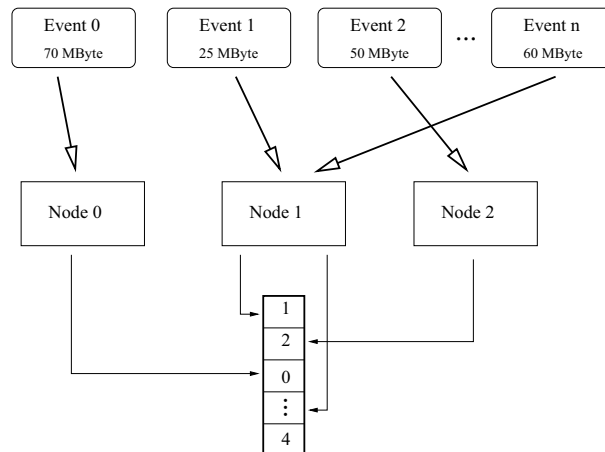 Event 0 Event 1 Event 2 ... Event n
70 MByte 25 MByte 50 MByte 60 MByte
Node 0 Node 1 Node 2
1
2
0
⋮
4